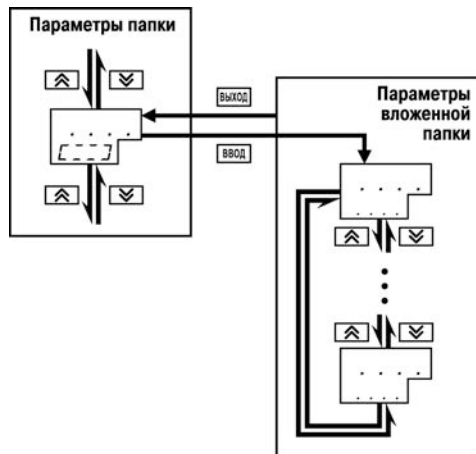 Параметры папки
ВЫХОД
ВВОД
Параметры
вложенной
папки